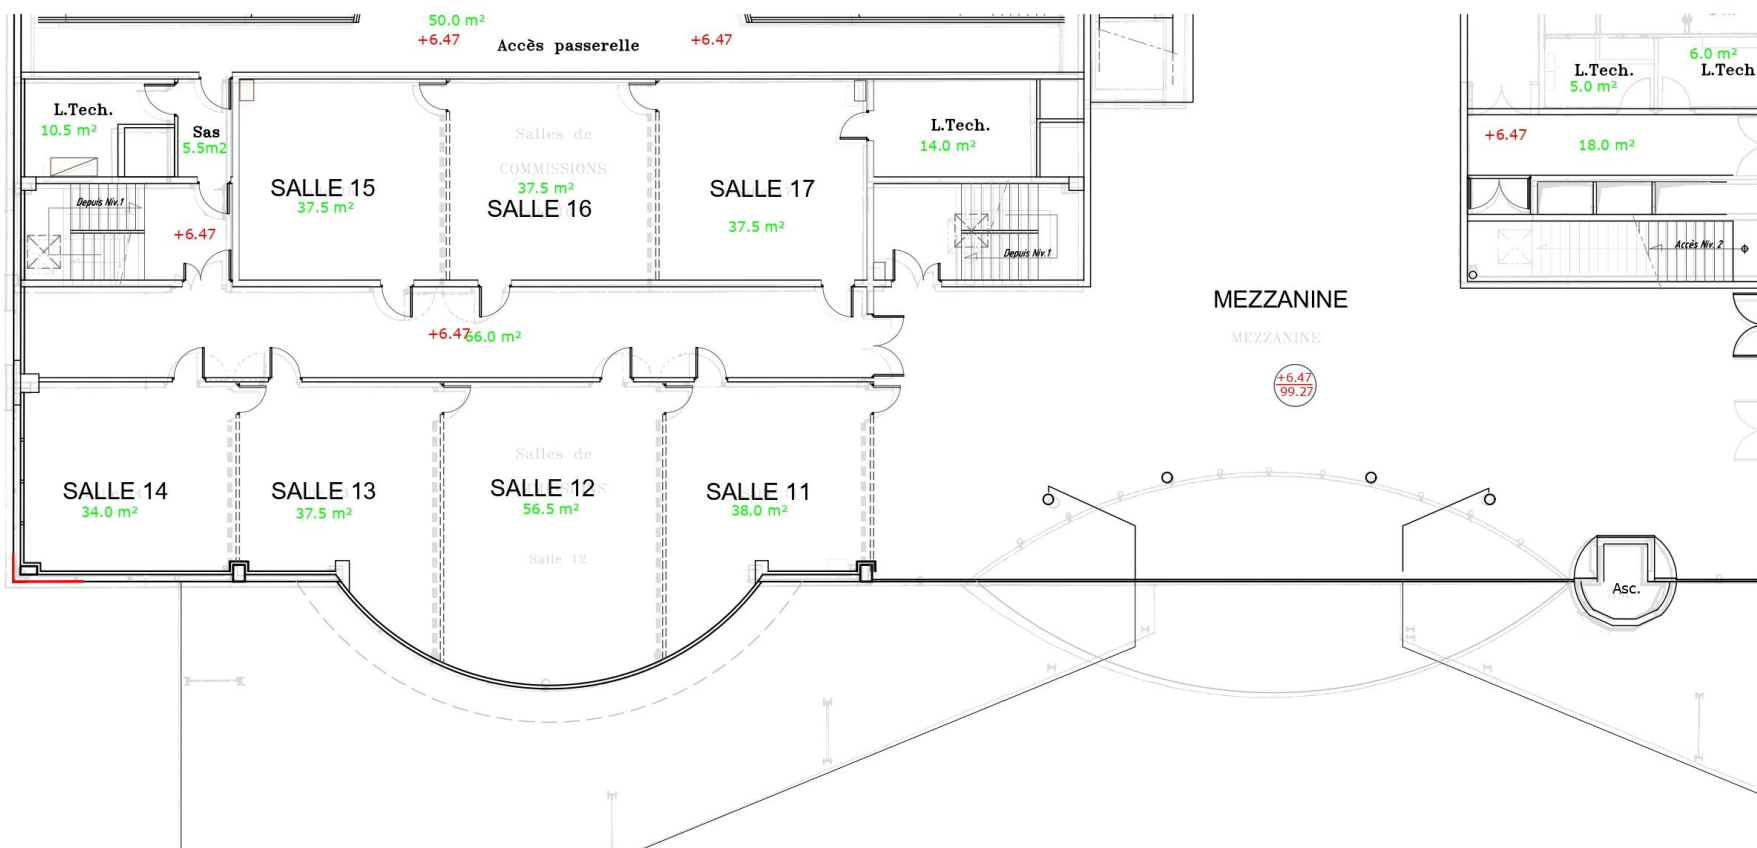 50.0 m²
+6.47
Accès passerelle
+6.47
6.0 m²
L.Tech.
5.0 m²
L.Tech
L.Tech.
10.5 m²
Sas
5.5m2
Salles de
COMMISSIONS
37.5 m²
SALLE 16
SALLE 15
37.5 m²
SALLE 17
37.5 m²
L.Tech.
14.0 m²
+6.47
18.0 m²
Depuis Niv.1
+6.47
Depuis Niv.1
Accès Niv. 2
MEZZANINE
MEZZANINE
+6.47
99.27
+6.47
66.0 m²
SALLE 14
34.0 m²
SALLE 13
37.5 m²
Salles de
SALLE 12
56.5 m²
Salle 12
SALLE 11
38.0 m²
Asc.